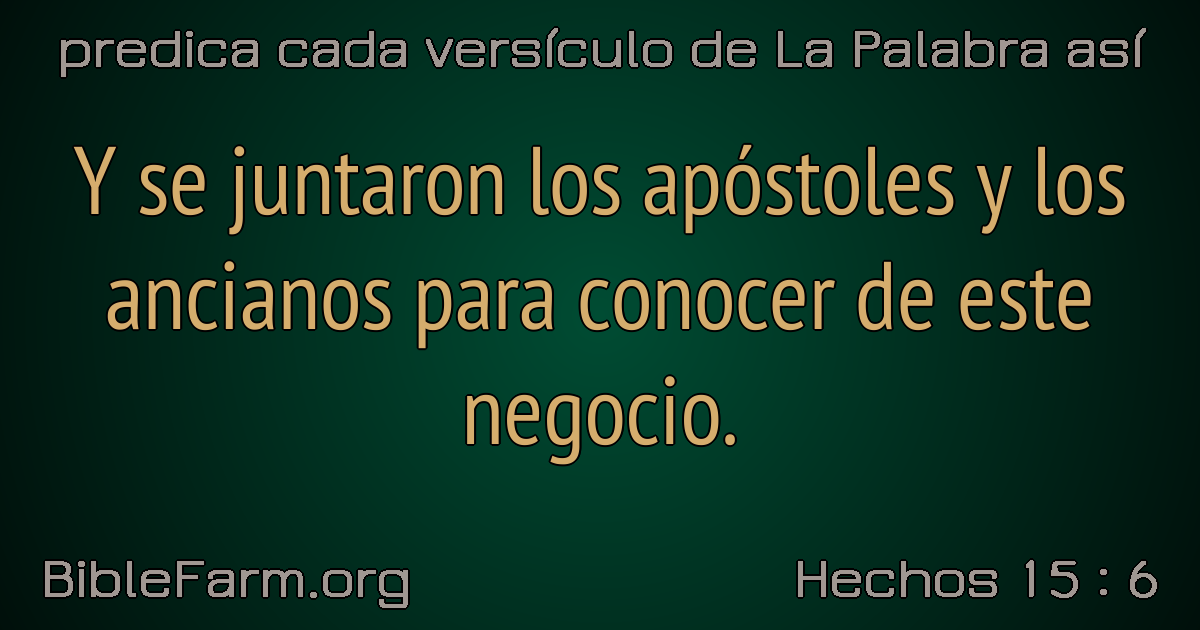 predica cada versículo de La Palabra así
Y se juntaron los apóstoles y los
ancianos para conocer de este
negocio.
BibleFarm.org
Hechos 15 : 6